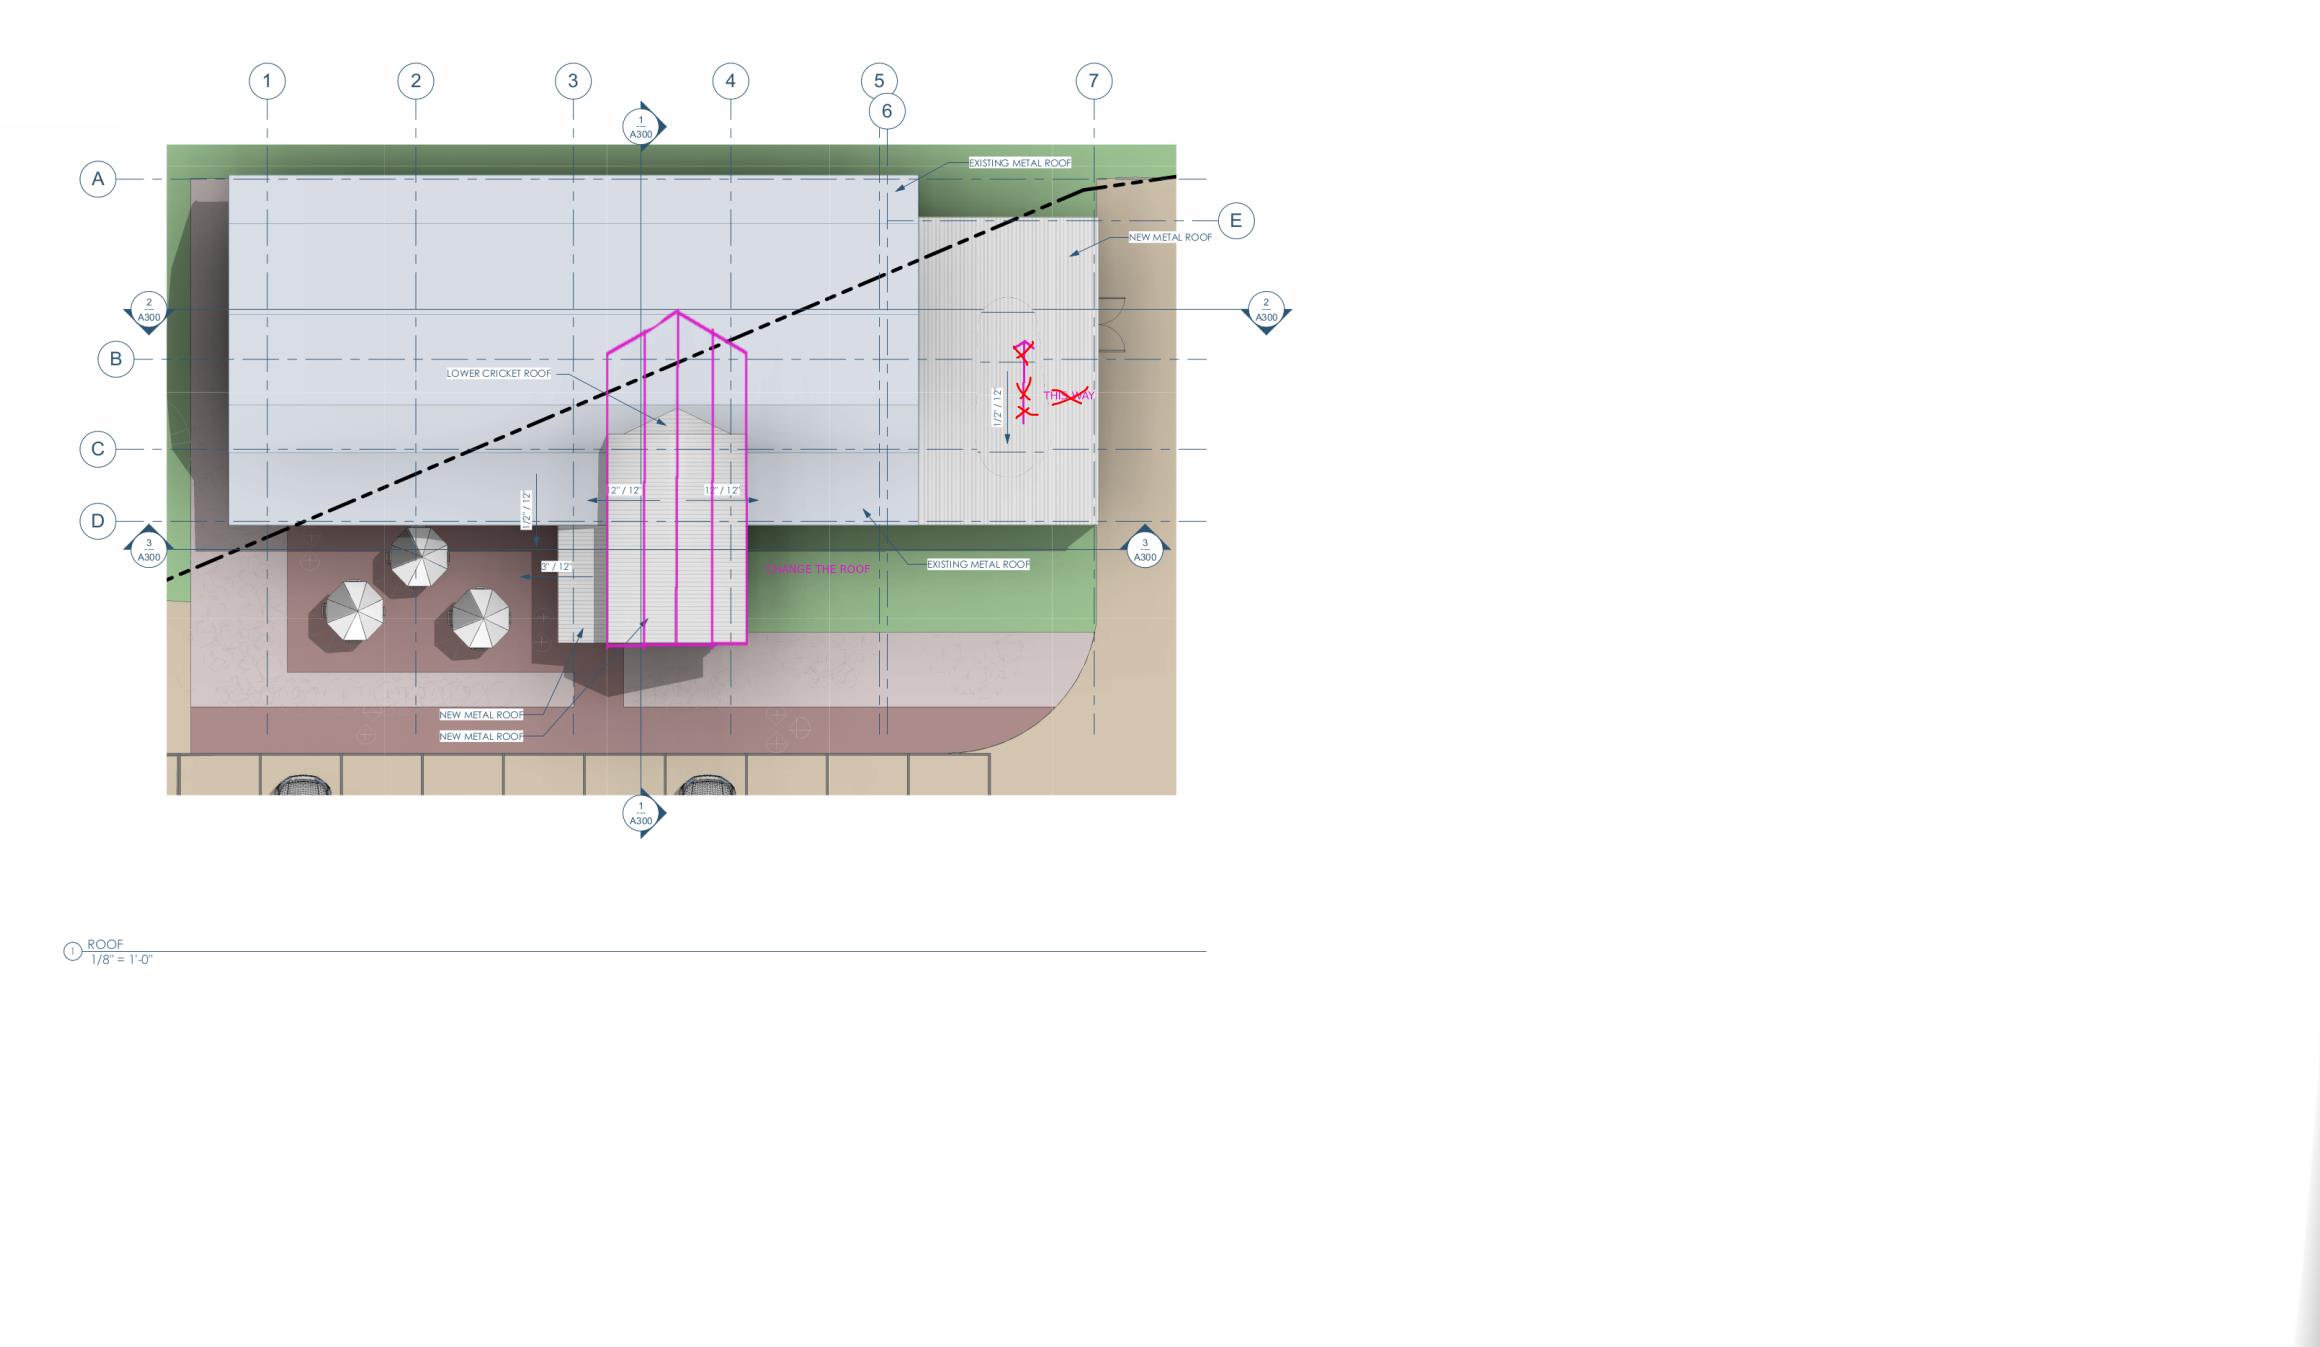 1
2
3
4
5
6
7
1
A300
EXISTING METAL ROOF
A
E
NEW METAL ROOF
2
A300
2
A300
B
LOWER CRICKET ROOF
1/2" / 12"
THIS WAY
C
12" / 12"
12" / 12"
1/2" / 12"
D
3
A300
3
A300
3" / 12"
CHANGE THE ROOF
EXISTING METAL ROOF
NEW METAL ROOF
NEW METAL ROOF
1
A300
1
ROOF
1/8" = 1'-0"